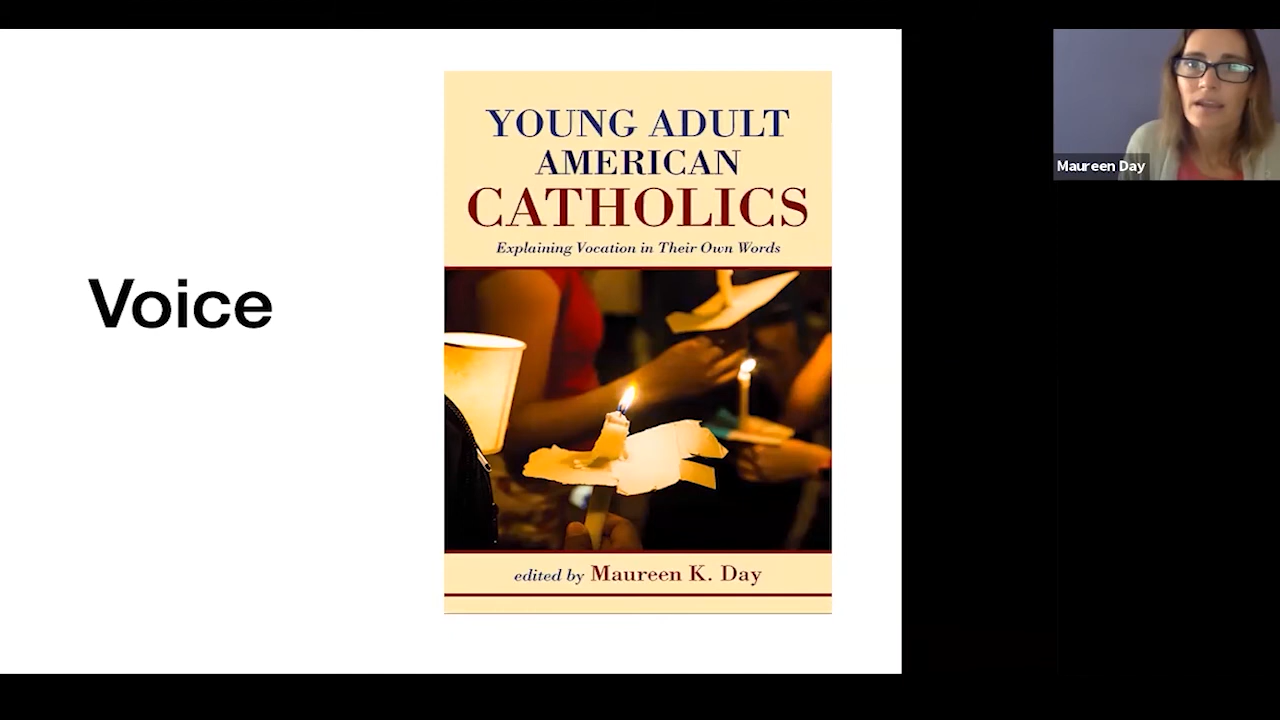 Voice
YOUNG ADULT
AMERICAN
CATHOLICS
Explaining Vocation in Their Own Words
edited by Maureen K. Day
Maureen Day